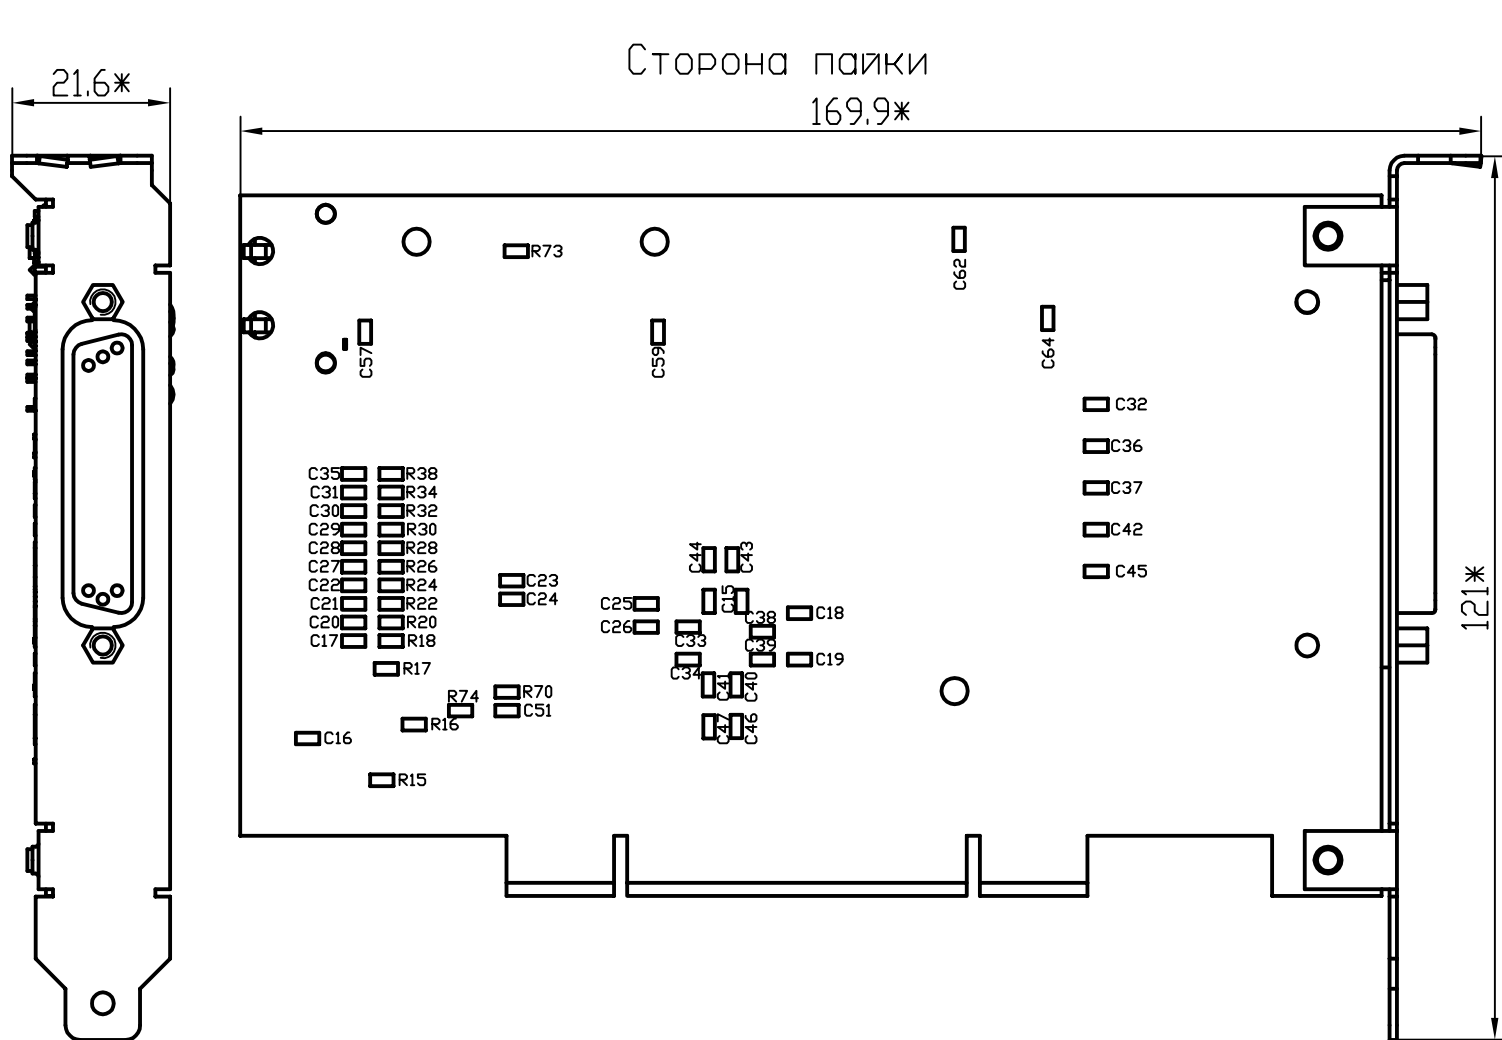 Сторона пайки
21.6*
169.9*
R73
C62
C57
C59
C64
C32
C36
C35 R38
C31 R34
C37
C30 R32
C29 R30
C42
C28 R28
C44 C43
C27 R26
C45
C22 R24
C23
C24
C21 R22
C25
C15
121*
C20 R20
C26
C38
C18
C17 R18
C33
C39
C19
R17
C34
C41 C40
R74
R70
C51
R16
C47 C46
C16
R15